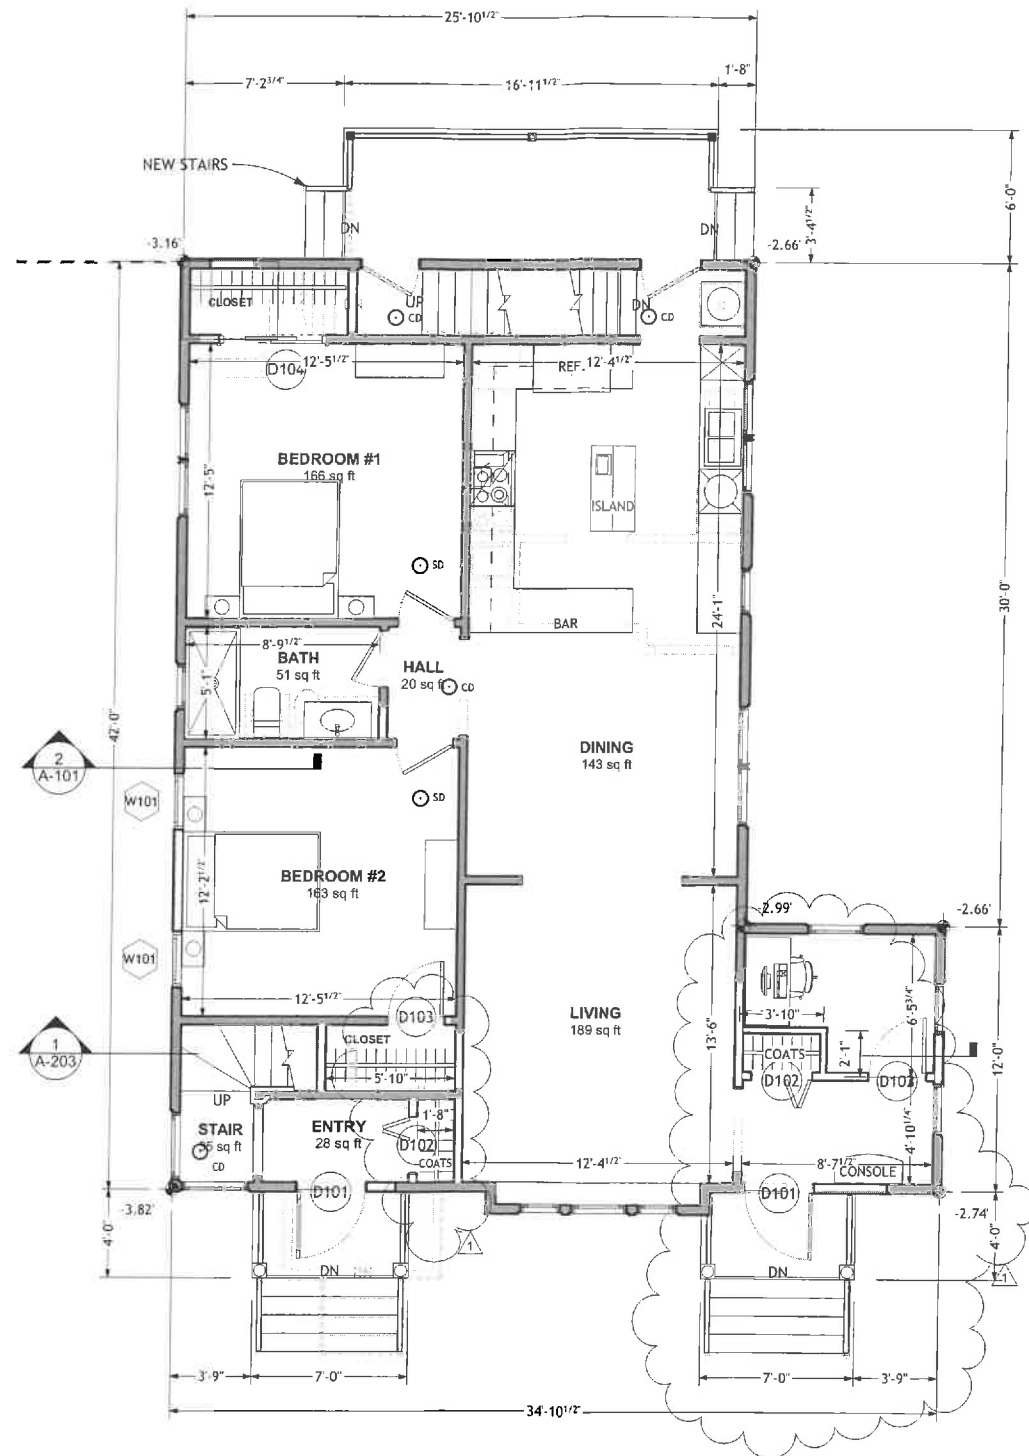 25'-10 1/2"
7'-2 3/4"
16'-11 1/2"
1'-8"
NEW STAIRS
6'-0"
3'-4 1/2"
DN
DN
-3.16'
-2.66'
CLOSET
UP
CD
DN
CD
12'-5 1/2"
REF.
12'-4 1/2"
D104
BEDROOM #1
166 sq ft
12'-5"
ISLAND
SD
30'-0"
24'-1"
BAR
8'-9 1/2"
BATH
51 sq ft
5'-1"
HALL
20 sq ft
CD
42'-0"
2
A-101
DINING
143 sq ft
W101
SD
BEDROOM #2
163 sq ft
12'-2 1/2"
-2.99'
-2.66'
W101
12'-5 1/2"
D103
LIVING
189 sq ft
3'-10"
6'-5 3/4"
1
A-203
CLOSET
13'-6"
COATS
2'-1"
5'-10"
D102
D103
12'-0"
UP
1'-8"
STAIR
sq ft
CD
ENTRY
28 sq ft
D102
COATS
4'-10 1/4"
12'-4 1/2"
8'-7 1/2"
CONSOLE
D101
D101
-3.82'
-2.74'
4'-0"
4'-0"
1
1
DN
DN
3'-9"
7'-0"
7'-0"
3'-9"
34'-10 1/2"